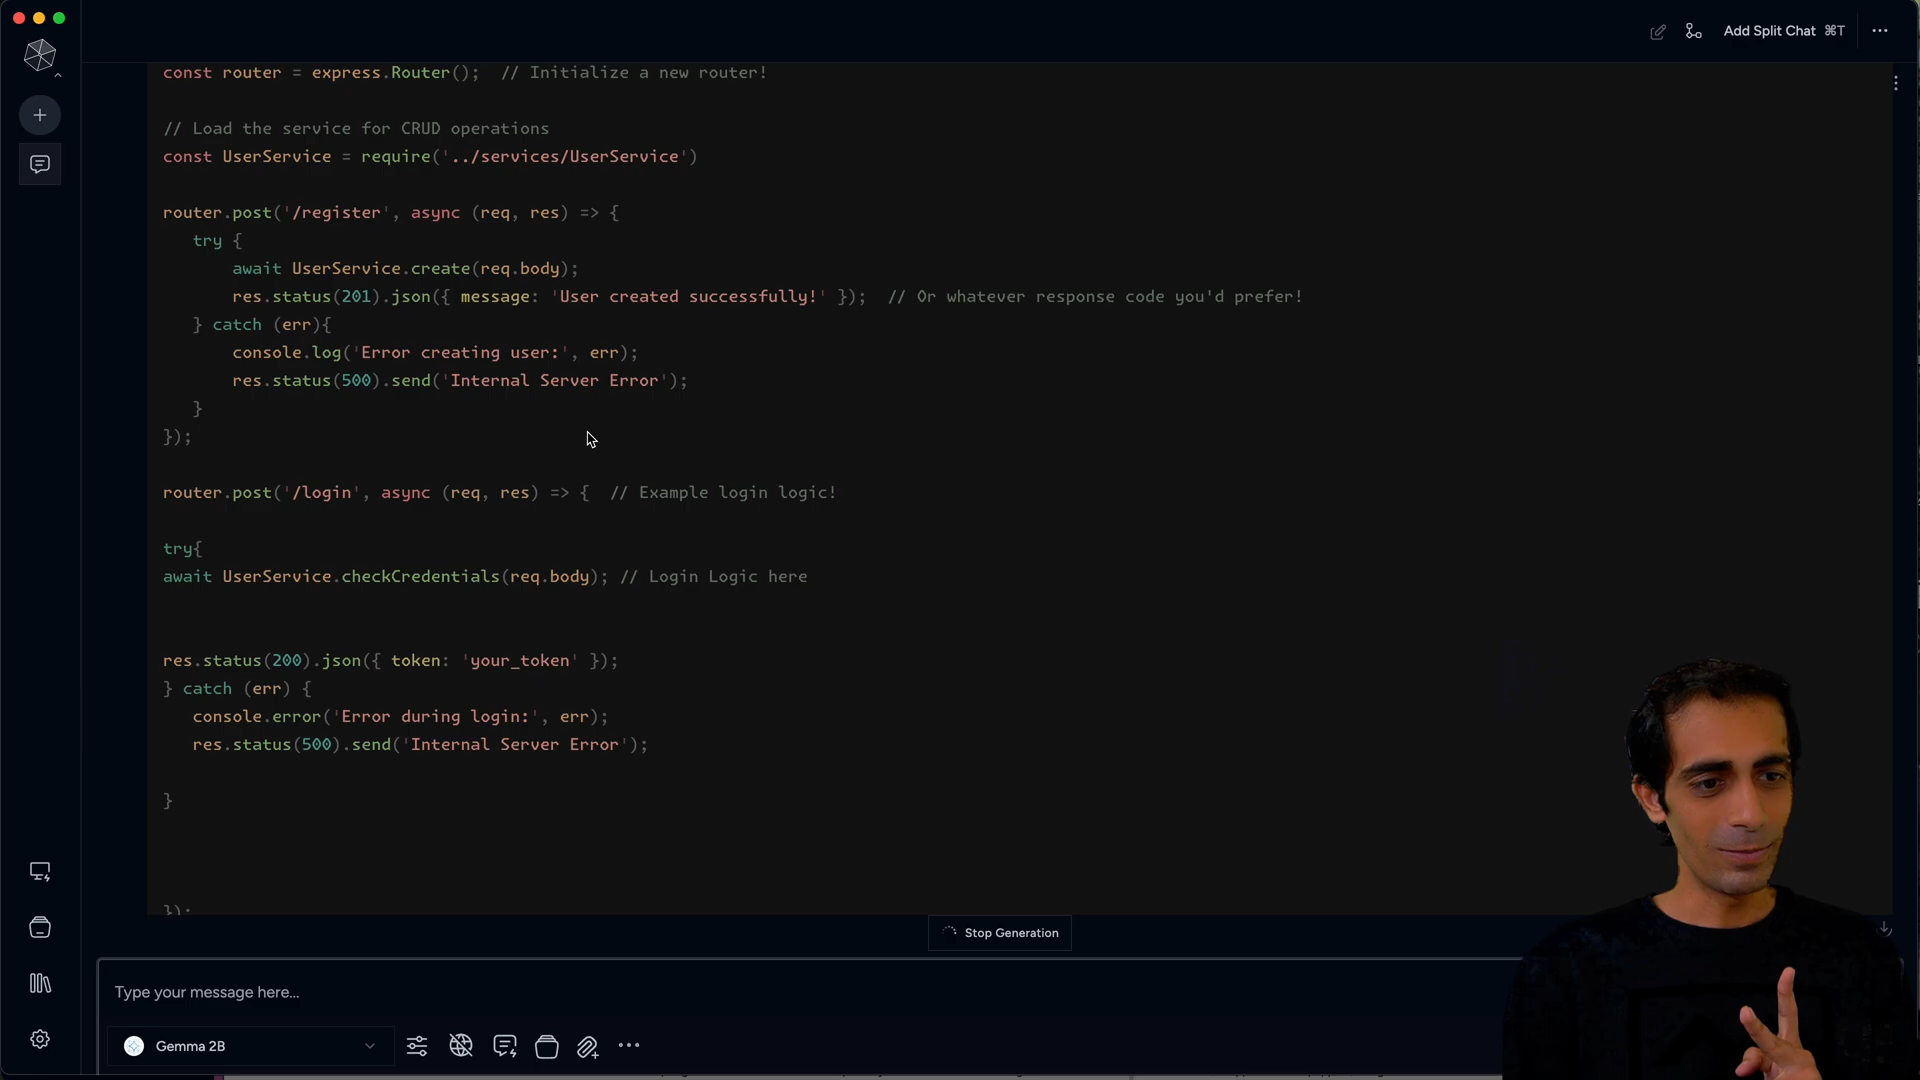 Add Split Chat ⌘T
const router = express.Router();  // Initialize a new router!
// Load the service for CRUD operations
const UserService = require('../services/UserService')
router.post('/register', async (req, res) => {
try {
await UserService.create(req.body);
res.status(201).json({ message: 'User created successfully!' });  // Or whatever response code you'd prefer!
} catch (err){
console.log('Error creating user:', err);
res.status(500).send('Internal Server Error');
}
});
router.post('/login', async (req, res) => {  // Example login logic!
try{
await UserService.checkCredentials(req.body); // Login Logic here
res.status(200).json({ token: 'your_token' });
} catch (err) {
console.error('Error during login:', err);
res.status(500).send('Internal Server Error');
}
});
Stop Generation
Type your message here...
Gemma 2B